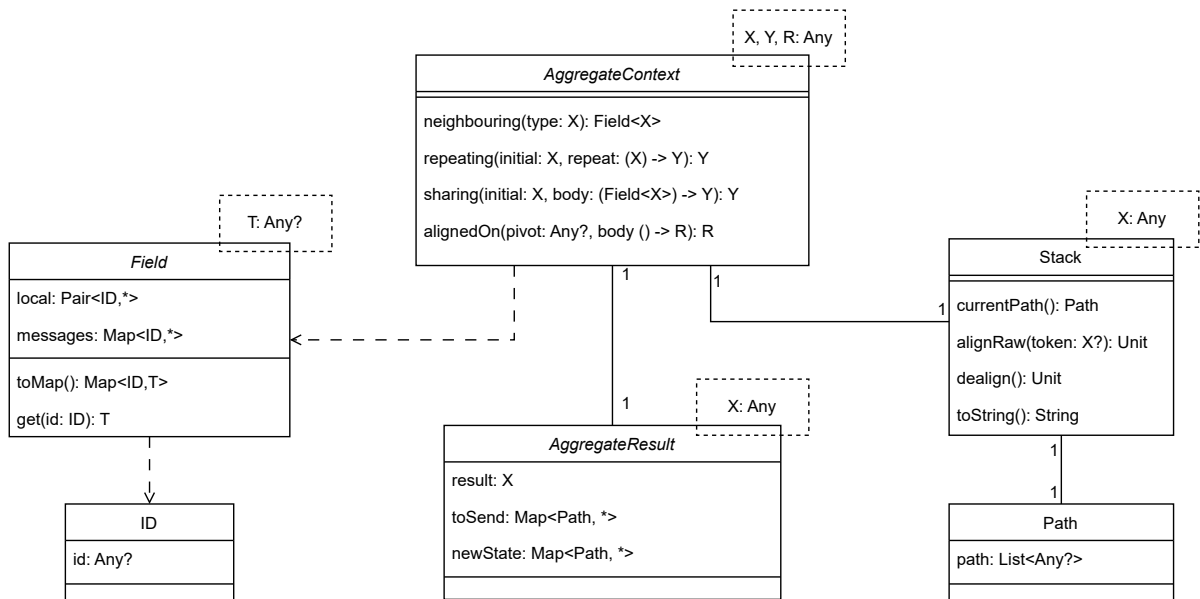 X, Y, R: Any
AggregateContext
neighbouring(type: X): Field<X>
repeating(initial: X, repeat: (X) -> Y): Y
sharing(initial: X, body: (Field<X>) -> Y): Y
alignedOn(pivot: Any?, body () -> R): R
T: Any?
Field
local: Pair<ID,*>
messages: Map<ID,*>
toMap(): Map<ID,T>
get(id: ID): T
X: Any
Stack
currentPath(): Path
alignRaw(token: X?): Unit
dealign(): Unit
toString(): String
1
1
1
1
X: Any
AggregateResult
result: X
toSend: Map<Path, *>
newState: Map<Path, *>
1
1
ID
id: Any?
Path
path: List<Any?>